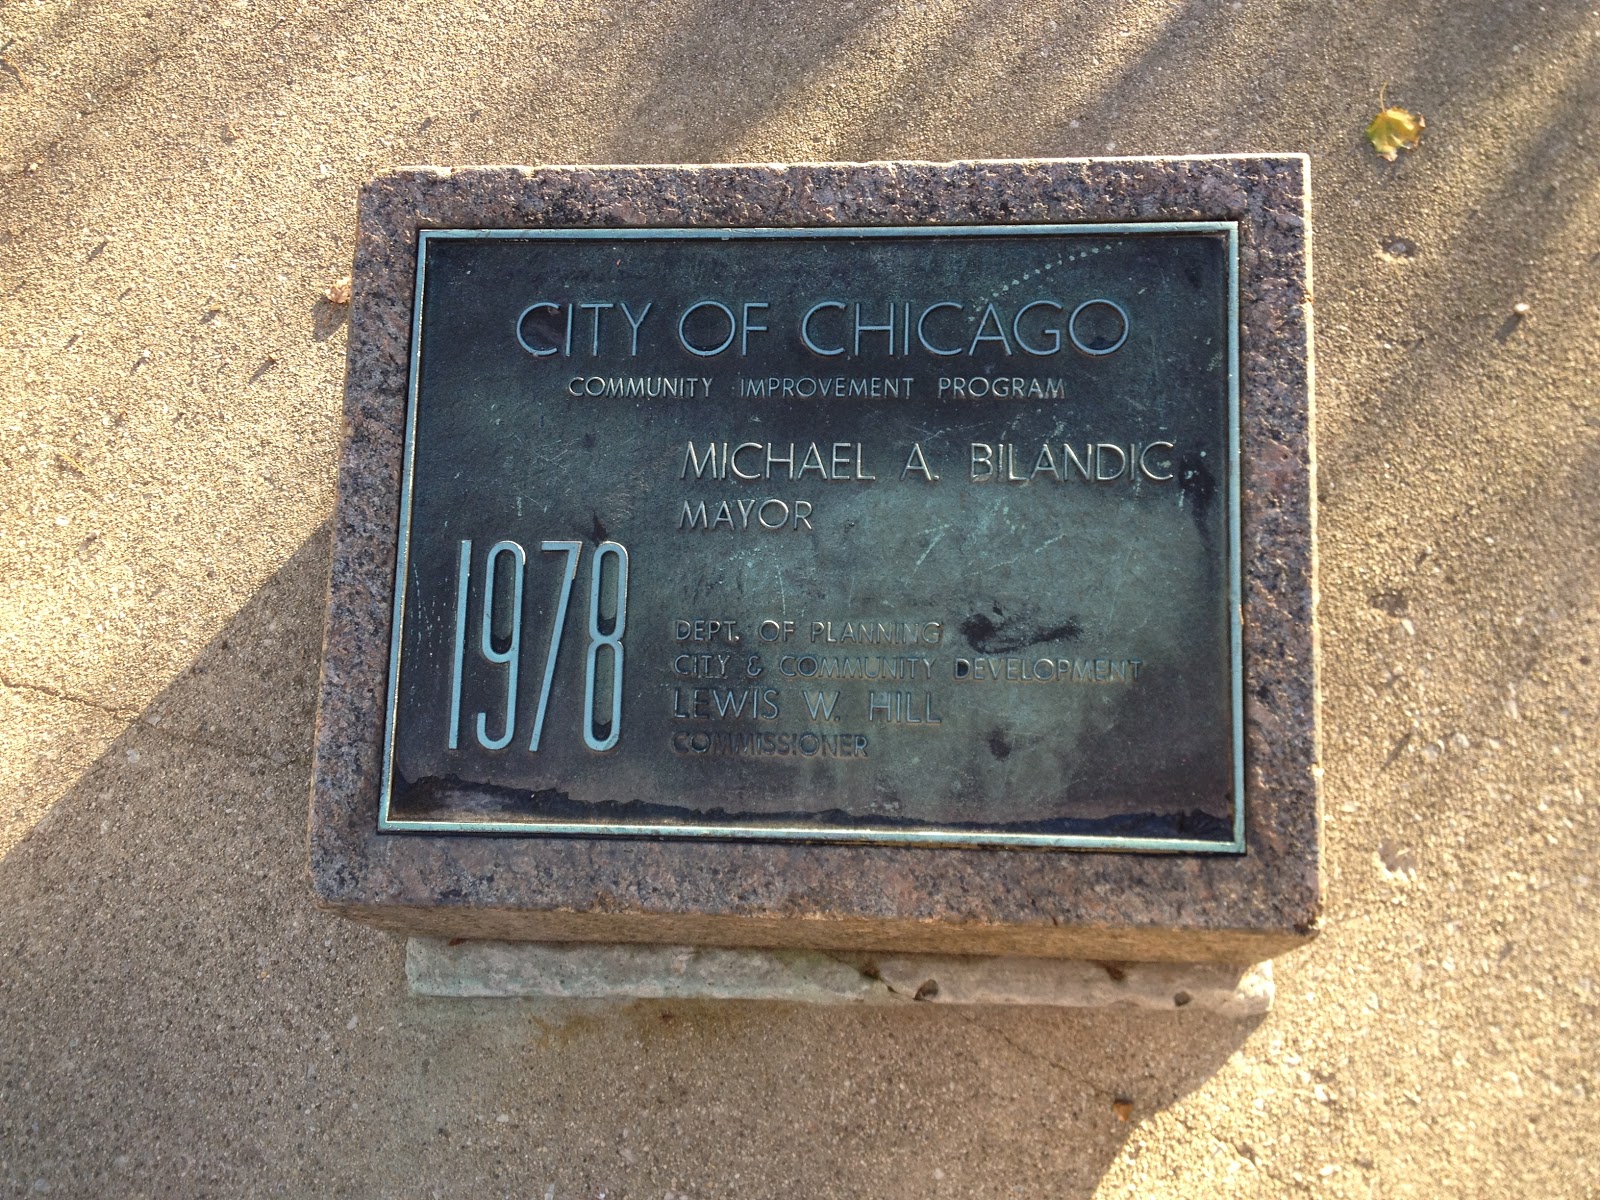 CITY OF CHICAGO
COMMUNITY IMPROVEMENT PROGRAM
MICHAEL A. BILANDIC
MAYOR
1978
DEPT. OF PLANNING
CITY & COMMUNITY DEVELOPMENT
LEWIS W. HILL
COMMISSIONER